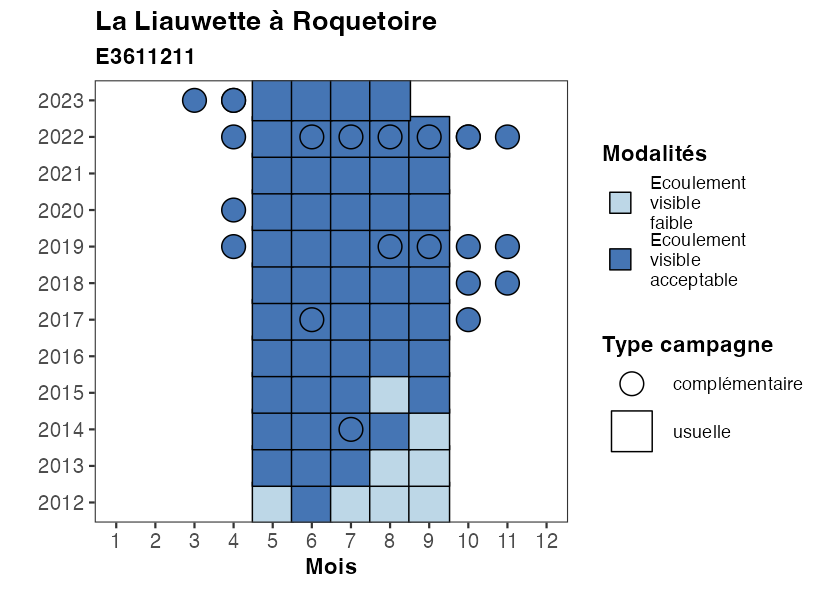 La Liauwette à Roquetoire
E3611211
2023
2022
2021
2020
2019
2018
2017
2016
2015
2014
2013
2012
1 2 3 4 5 6 7 8 9 10 11 12
Mois
Modalités
Ecoulement
visible
faible
Ecoulement
visible
acceptable
Type campagne
complémentaire
usuelle